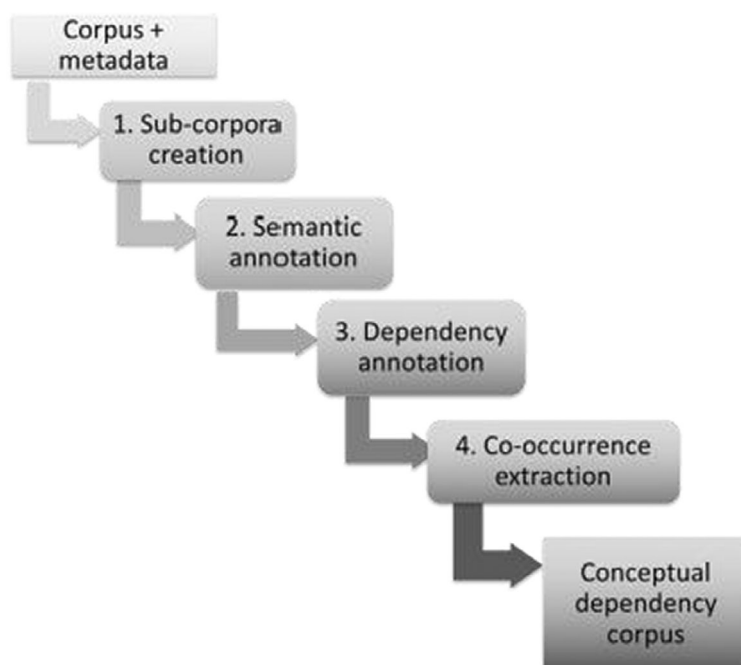 Corpus +
metadata
1. Sub-corpora
creation
2. Semantic
annotation
3. Dependency
annotation
4. Co-occurrence
extraction
Conceptual
dependency
corpus